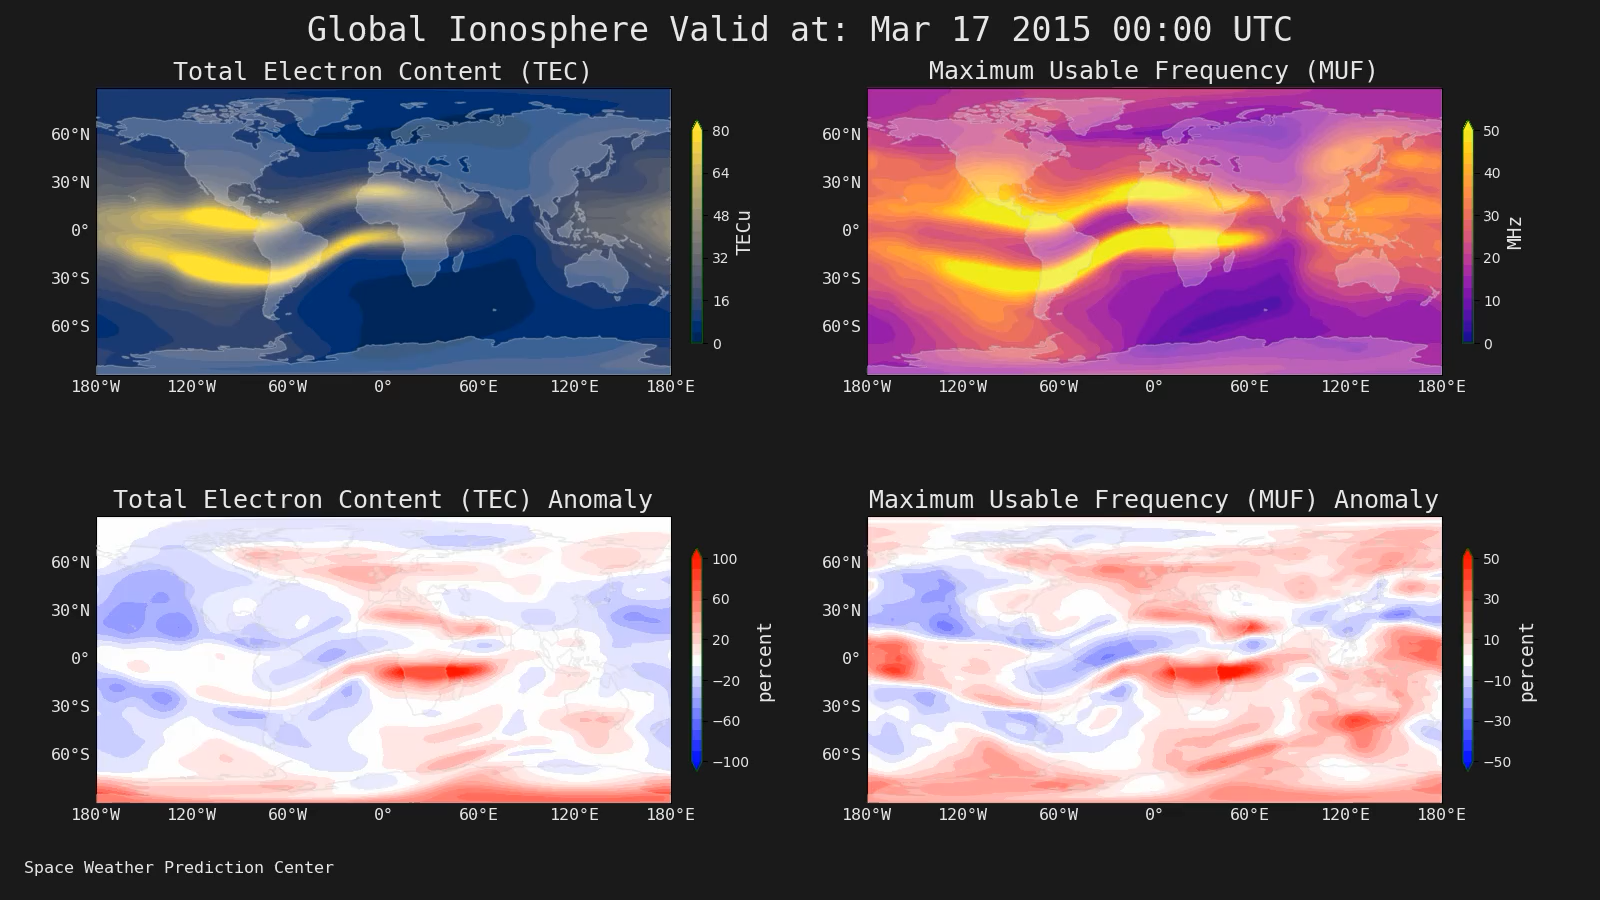 Global Ionosphere Valid at: Mar 17 2015 00:00 UTC
Total Electron Content (TEC)
60°N
30°N
0°
30°S
60°S
180°W 120°W 60°W 0° 60°E 120°E 180°E
80
64
48
32
16
0
TECu
Maximum Usable Frequency (MUF)
60°N
30°N
0°
30°S
60°S
180°W 120°W 60°W 0° 60°E 120°E 180°E
50
40
30
20
10
0
MHz
Total Electron Content (TEC) Anomaly
60°N
30°N
0°
30°S
60°S
180°W 120°W 60°W 0° 60°E 120°E 180°E
100
60
20
−20
−60
−100
percent
Maximum Usable Frequency (MUF) Anomaly
60°N
30°N
0°
30°S
60°S
180°W 120°W 60°W 0° 60°E 120°E 180°E
50
30
10
−10
−30
−50
percent
Space Weather Prediction Center